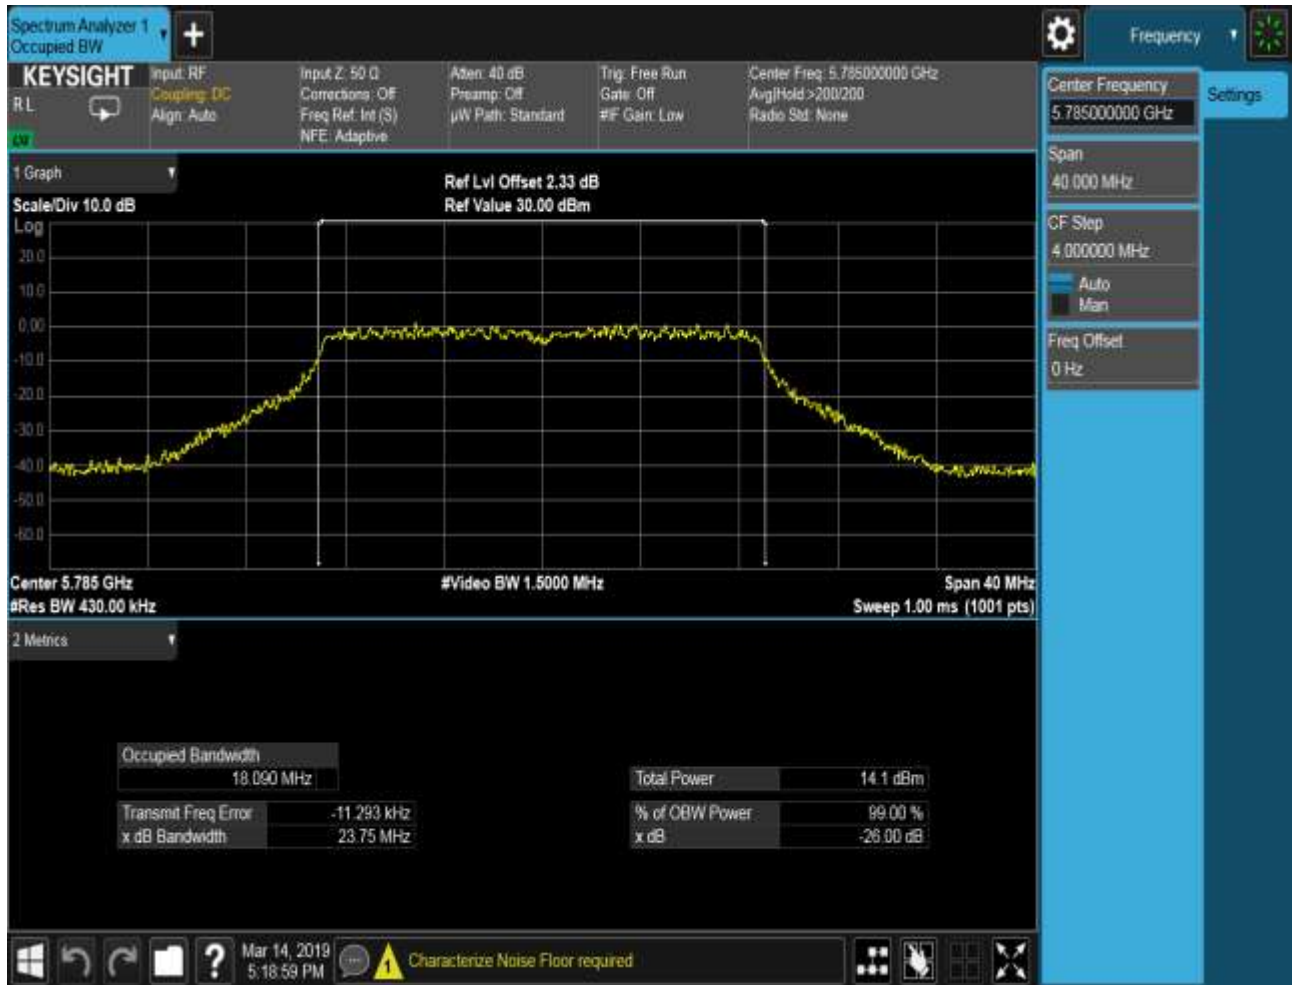 Spectrum Analyzer 1
Occupied BW
Frequency
KEYSIGHT
Input: RF
Input Z: 50 Ω
Atten: 40 dB
Trig: Free Run
Center Freq: 5.785000000 GHz
R L
Coupling: DC
Corrections: Off
Preamp: Off
Gate: Off
Avg|Hold:>200/200
Align: Auto
Freq Ref: Int (S)
µW Path: Standard
#IF Gain: Low
Radio Std: None
NFE: Adaptive
Center Frequency
5.785000000 GHz
Settings
Span
40.000 MHz
CF Step
4.000000 MHz
Auto
Man
Freq Offset
0 Hz
1 Graph
Ref Lvl Offset 2.33 dB
Scale/Div 10.0 dB
Ref Value 30.00 dBm
Log
20.0
10.0
0.00
-10.0
-20.0
-30.0
-40.0
-50.0
-60.0
Center 5.785 GHz
#Video BW 1.5000 MHz
Span 40 MHz
#Res BW 430.00 kHz
Sweep 1.00 ms (1001 pts)
2 Metrics
Occupied Bandwidth
18.090 MHz
Total Power 14.1 dBm
Transmit Freq Error -11.293 kHz
% of OBW Power 99.00 %
x dB Bandwidth 23.75 MHz
x dB -26.00 dB
?
Mar 14, 2019
5:18:59 PM
1
Characterize Noise Floor required